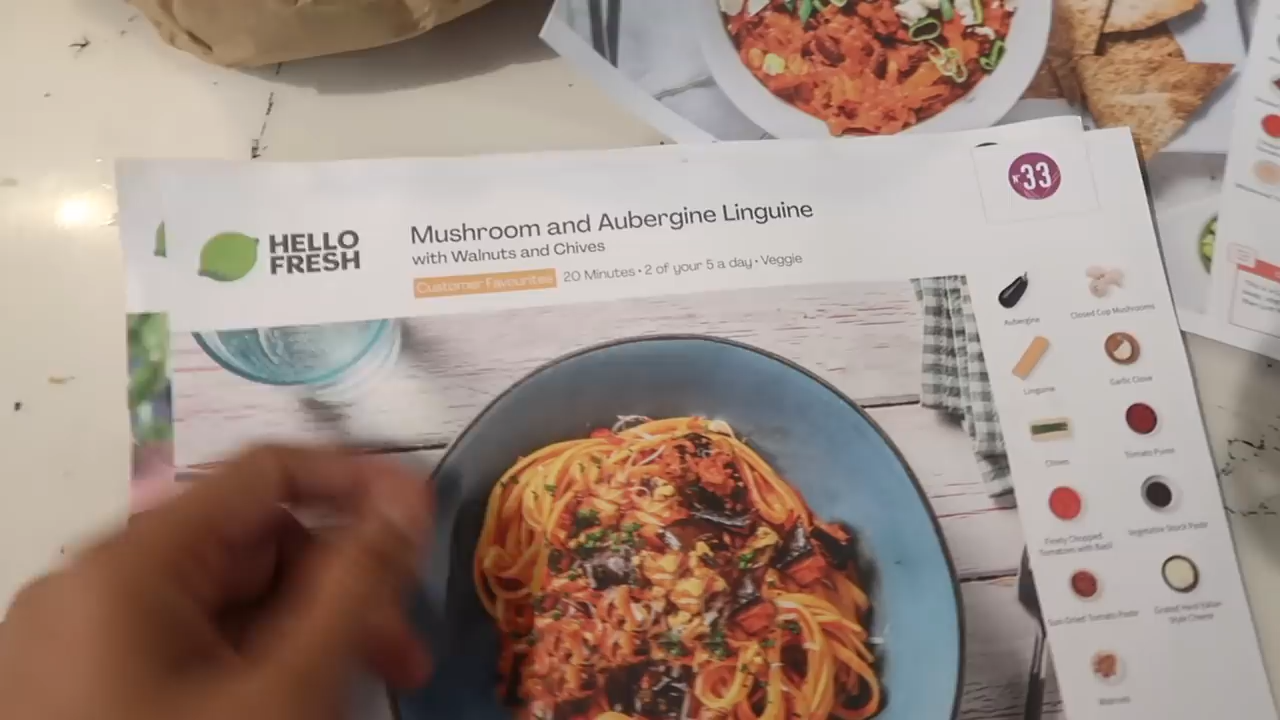 HELLO
FRESH
Mushroom and Aubergine Linguine
with Walnuts and Chives
Customer Favourites 20 Minutes • 2 of your 5 a day • Veggie
33
Aubergine
Closed Cup Mushrooms
Linguine
Garlic Clove
Chives
Tomato Puree
Finely Chopped
Tomatoes with Basil
Vegetable Stock Paste
Sun-Dried Tomato Paste
Grated Hard Italian
Style Cheese
Walnuts